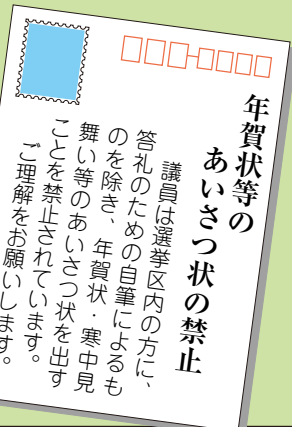 年賀状等の
あいさつ状の禁止
議員は選挙区内の方に、
答礼のための自筆によるも
のを除き、年賀状・寒中見
舞い等のあいさつ状を出す
ことを禁止されています。
ご理解をお願いします。